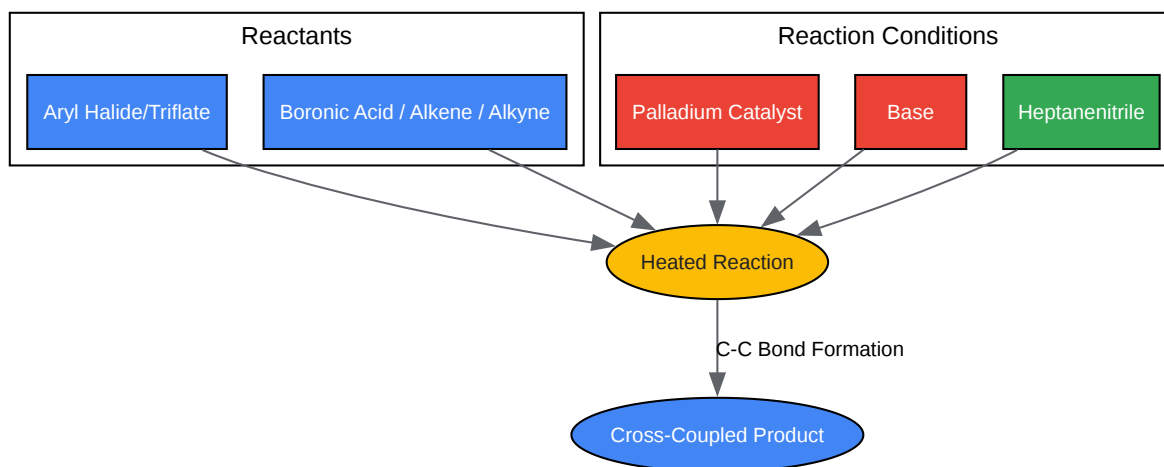 Reactants
Reaction Conditions
Aryl Halide/Triflate
Boronic Acid / Alkene / Alkyne
Palladium Catalyst
Base
Heptanenitrile
Heated Reaction
C-C Bond Formation
Cross-Coupled Product